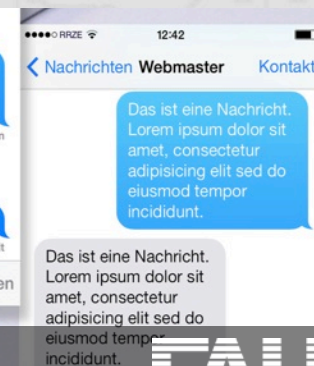 RRZE 12:42
Nachrichten Webmaster Kontakt
Das ist eine Nachricht.
Lorem ipsum dolor sit
amet, consectetur
adipisicing elit sed do
eiusmod tempor
incididunt.
Das ist eine Nachricht.
Lorem ipsum dolor sit
amet, consectetur
adipisicing elit sed do
eiusmod tempor
incididunt.